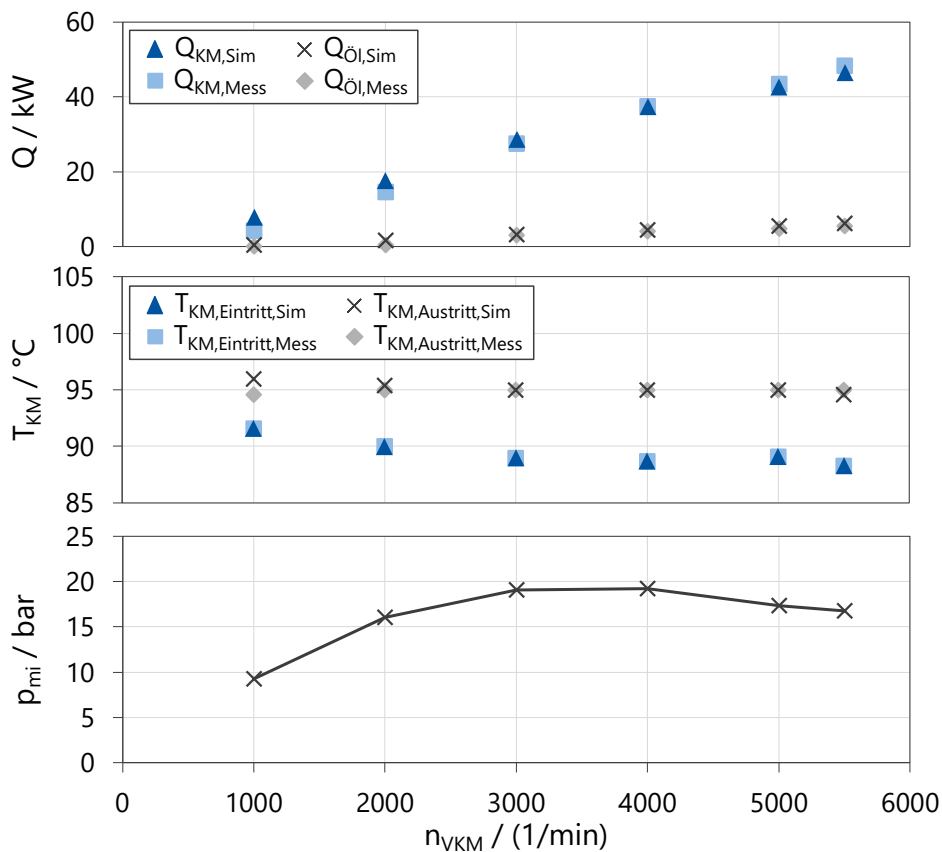 Q / kW
60
40
20
0
Q_KM,Sim
Q_Öl,Sim
Q_KM,Mess
Q_Öl,Mess
T_KM / °C
105
100
95
90
85
T_KM,Eintritt,Sim
T_KM,Austritt,Sim
T_KM,Eintritt,Mess
T_KM,Austritt,Mess
p_mi / bar
25
20
15
10
5
0
0 1000 2000 3000 4000 5000 6000
n_VKM / (1/min)